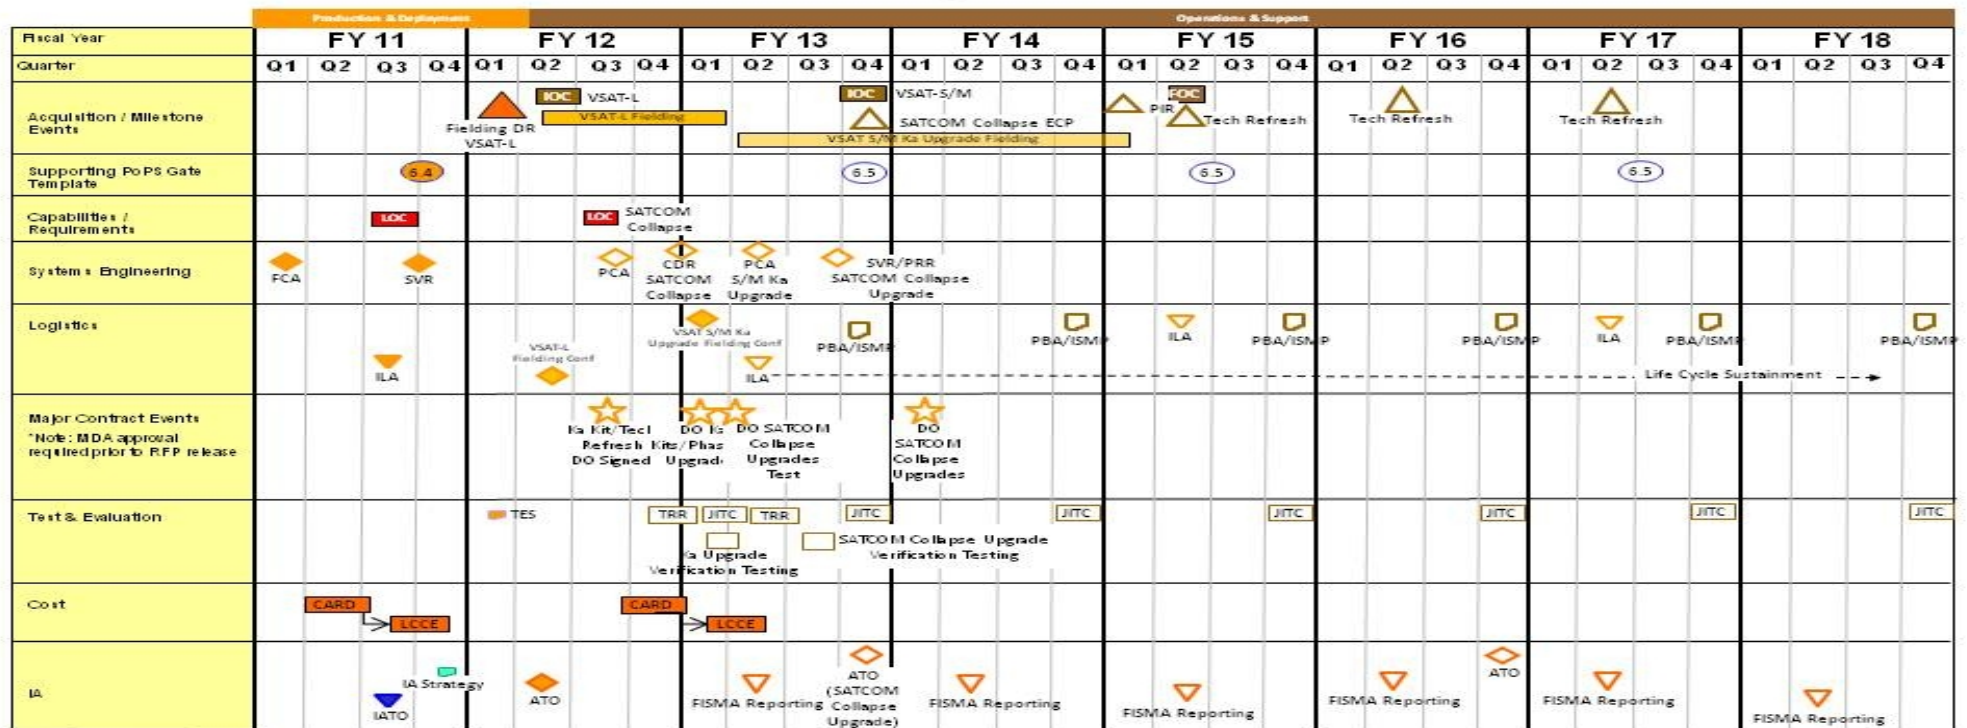 Production & Deployment
Operations & Support
Fiscal Year
FY 11
FY 12
FY 13
FY 14
FY 15
FY 16
FY 17
FY 18
Quarter
Q1 Q2 Q3 Q4 Q1 Q2 Q3 Q4 Q1 Q2 Q3 Q4 Q1 Q2 Q3 Q4 Q1 Q2 Q3 Q4 Q1 Q2 Q3 Q4 Q1 Q2 Q3 Q4 Q1 Q2 Q3 Q4
Acquisition / Milestone
Events
Fielding DR
VSAT-L
IOC
VSAT-L
VSAT-L Fielding
IOC
VSAT-S/M
SATCOM Collapse ECP
VSAT S/M Ka Upgrade Fielding
PIR
FOC
Tech Refresh
Tech Refresh
Tech Refresh
Supporting PoPS Gate
Template
6.4
6.5
6.5
6.5
Capabilities /
Requirements
LOC
LOC
SATCOM
Collapse
Systems Engineering
FCA
SVR
PCA
CDR
SATCOM
Collapse
PCA
S/M Ka
Upgrade
SVR/PRR
SATCOM Collapse
Upgrade
Logistics
ILA
VSAT-L
Fielding Conf
VSAT S/M Ka
Upgrade Fielding Conf
ILA
PBA/ISMP
PBA/ISMP
ILA
PBA/ISMP
PBA/ISMP
ILA
PBA/ISMP
PBA/ISMP
Life Cycle Sustainment
Major Contract Events
*Note: MDA approval
required prior to RFP release
Ka Kit/Tecl
Refresh
DO Signed
DO Ka
Kits/Phas
Upgrade
DO SATCOM
Collapse
Upgrades
Test
DO
SATCOM
Collapse
Upgrades
Test & Evaluation
TES
TRR
JITC
TRR
JITC
JITC
JITC
JITC
JITC
JITC
Ka Upgrade
Verification Testing
SATCOM Collapse Upgrade
Verification Testing
Cost
CARD
LCCE
CARD
LCCE
IA
IA Strategy
IATO
ATO
FISMA Reporting
ATO
(SATCOM
Collapse
Upgrade)
FISMA Reporting
FISMA Reporting
FISMA Reporting
ATO
FISMA Reporting
FISMA Reporting